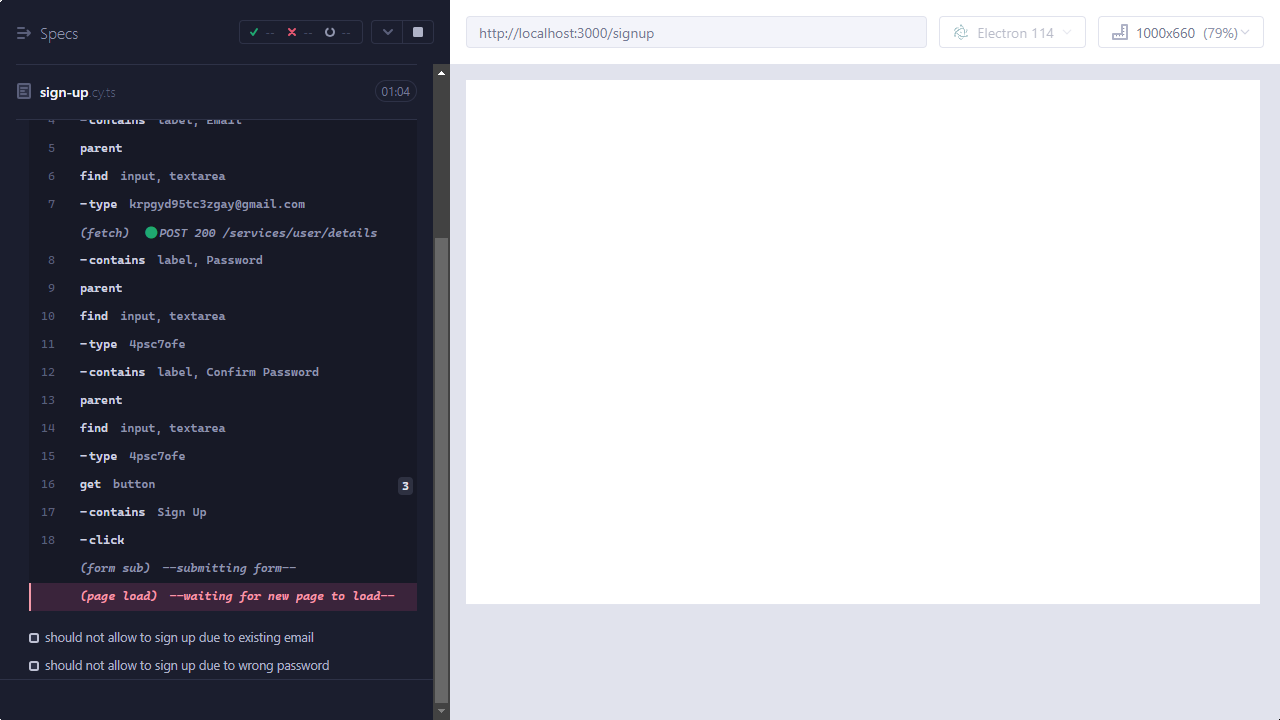 Specs
-- -- --
http://localhost:3000/signup
Electron 114
1000x660 (79%)
sign-up.cy.ts
01:04
4 -contains label, Email
5 parent
6 find input, textarea
7 -type krpgyd95tc3zgay@gmail.com
(fetch) POST 200 /services/user/details
8 -contains label, Password
9 parent
10 find input, textarea
11 -type 4psc7ofe
12 -contains label, Confirm Password
13 parent
14 find input, textarea
15 -type 4psc7ofe
16 get button 3
17 -contains Sign Up
18 -click
(form sub) --submitting form--
(page load) --waiting for new page to load--
should not allow to sign up due to existing email
should not allow to sign up due to wrong password